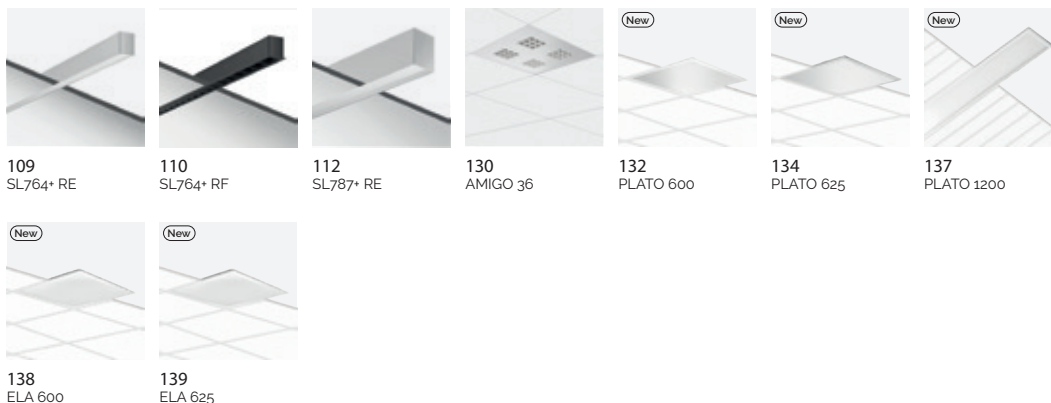 New
New
New
109
SL764+ RE
110
SL764+ RF
112
SL787+ RE
130
AMIGO 36
132
PLATO 600
134
PLATO 625
137
PLATO 1200
New
New
138
ELA 600
139
ELA 625